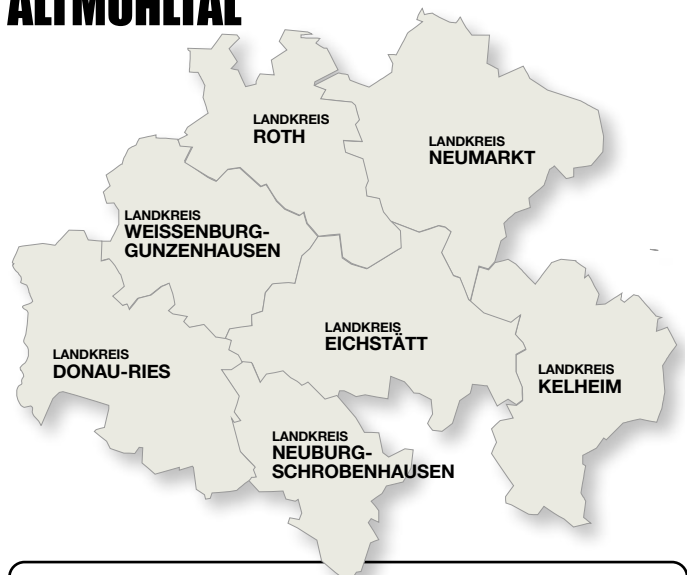 ALTMÜHLTAL
LANDKREIS
ROTH
LANDKREIS
NEUMARKT
LANDKREIS
WEISSENBURG-
GUNZENHAUSEN
LANDKREIS
EICHSTÄTT
LANDKREIS
DONAU-RIES
LANDKREIS
KELHEIM
LANDKREIS
NEUBURG-
SCHROBENHAUSEN